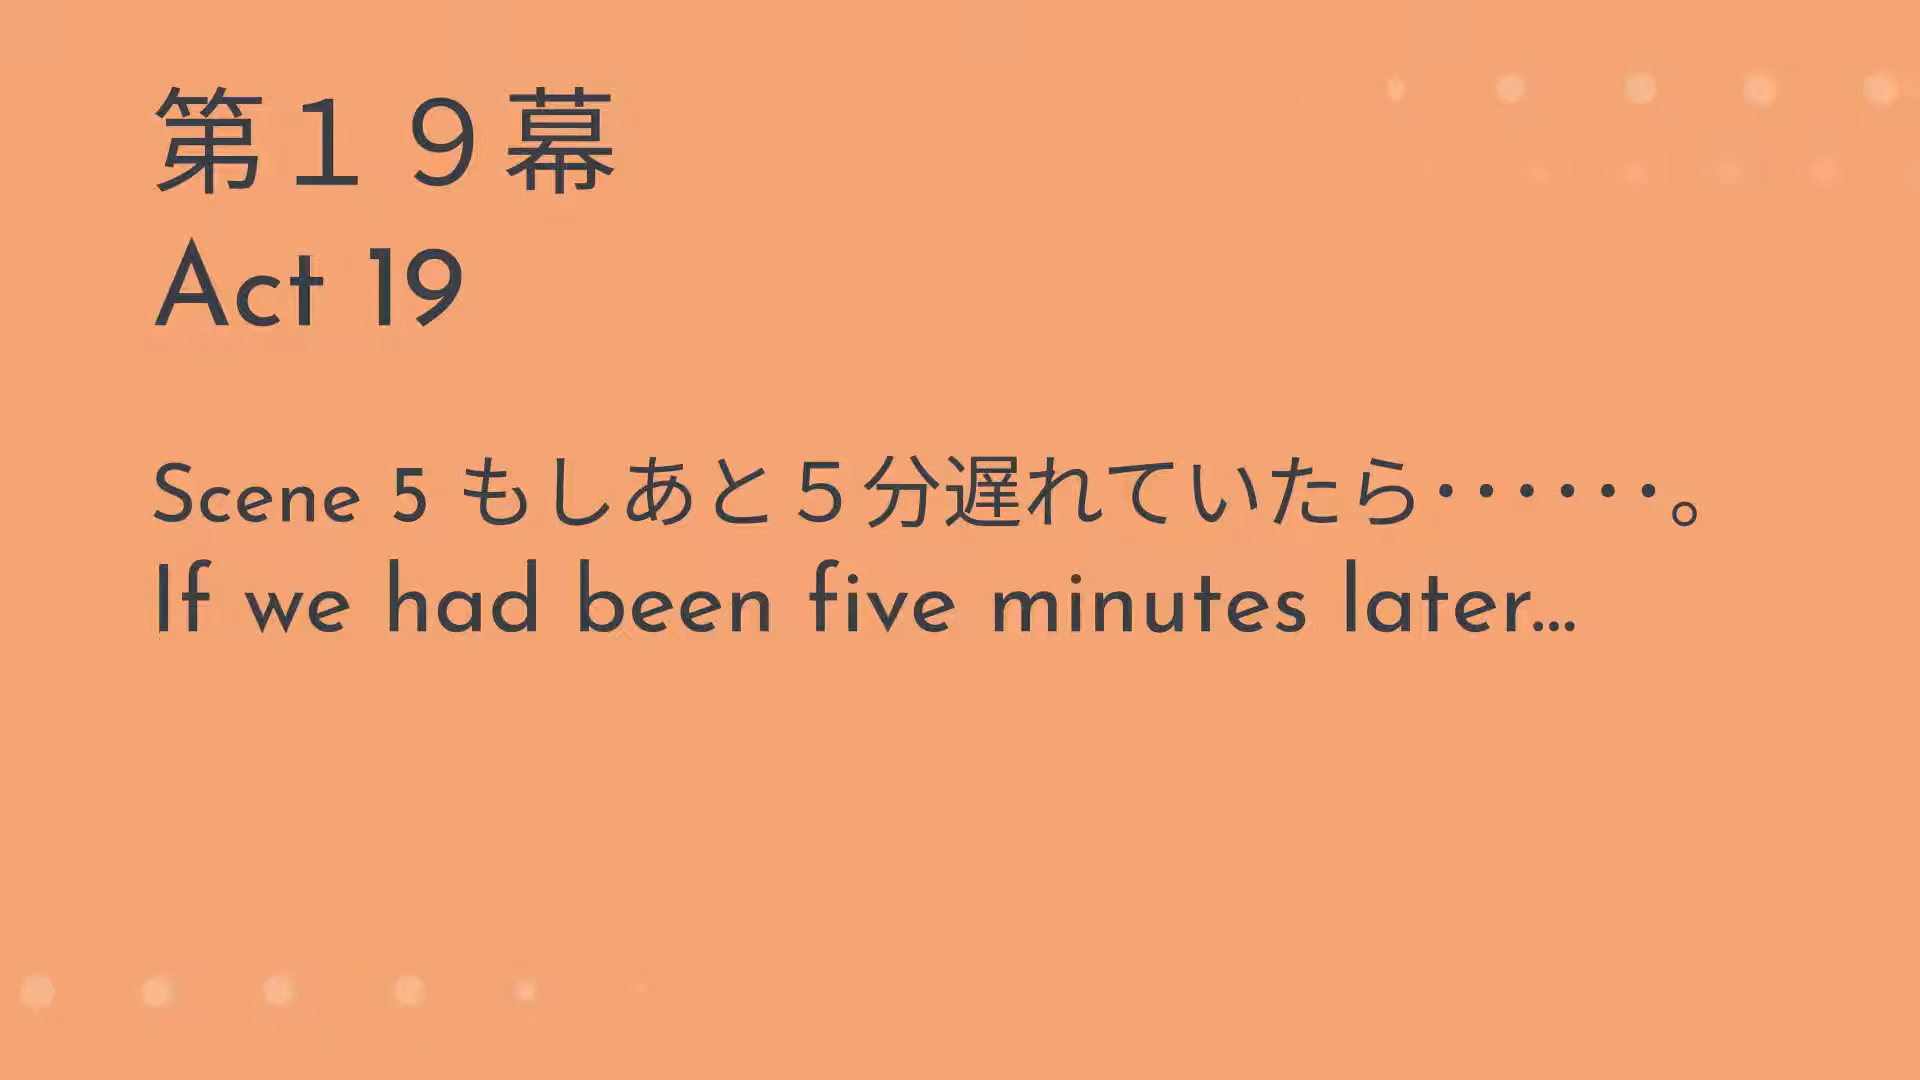 第１９幕
Act 19
Scene 5 もしあと５分遅れていたら‥‥‥。
If we had been five minutes later...